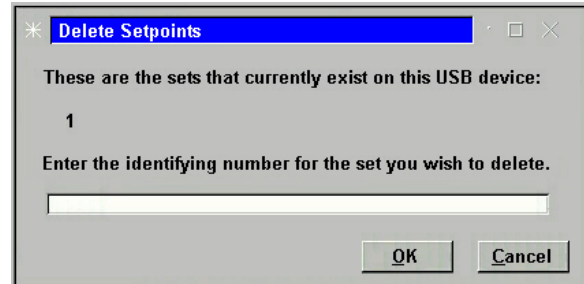 Delete Setpoints
These are the sets that currently exist on this USB device:
1
Enter the identifying number for the set you wish to delete.
OK
Cancel